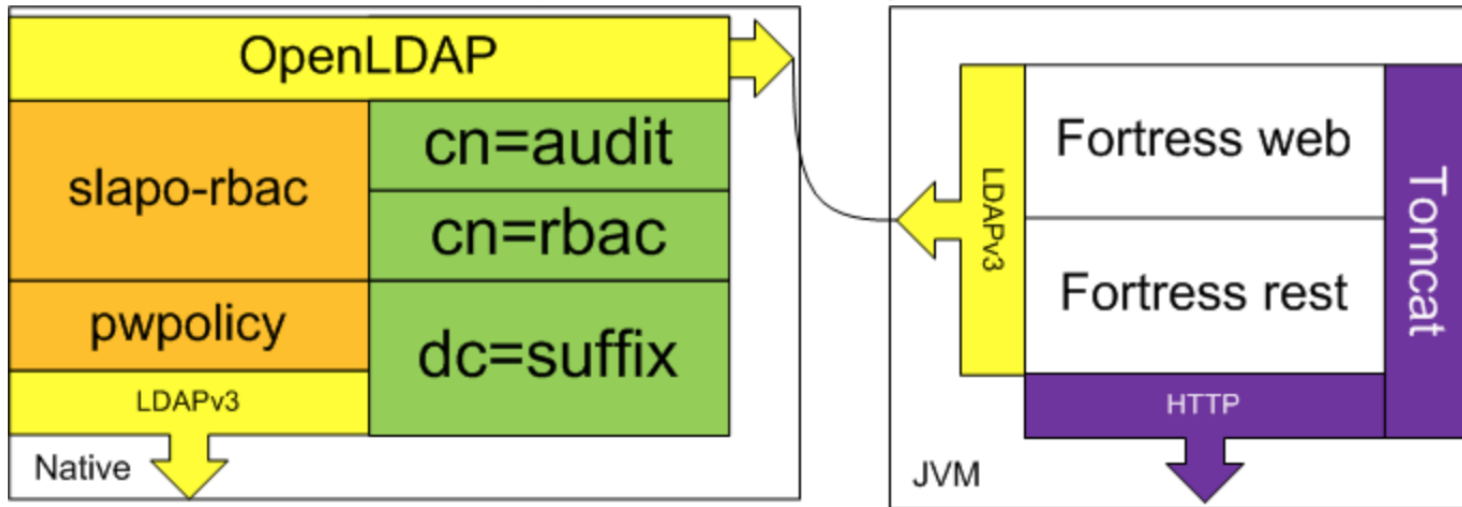 OpenLDAP
slapo-rbac
cn=audit
cn=rbac
pwpolicy
dc=suffix
LDAPv3
Native
LDAPv3
Fortress web
Fortress rest
Tomcat
HTTP
JVM